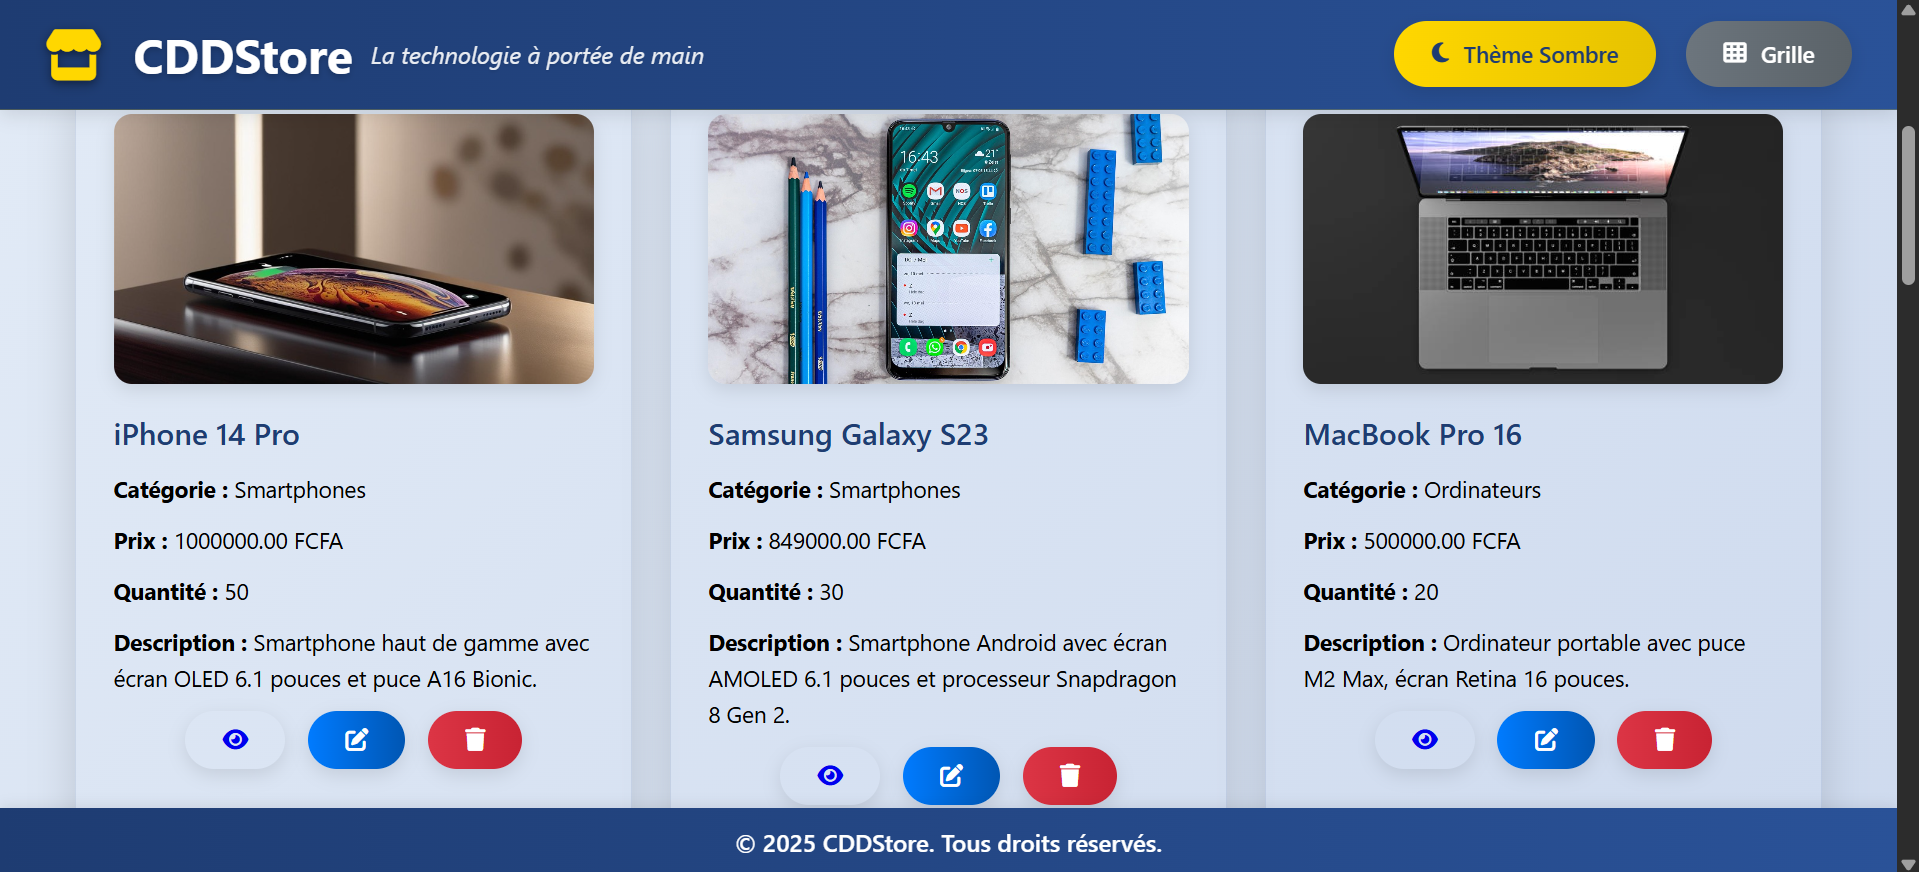 CDDStore
La technologie à portée de main
Thème Sombre
Grille
16:43
21°
iPhone 14 Pro
Catégorie : Smartphones
Prix : 1000000.00 FCFA
Quantité : 50
Description : Smartphone haut de gamme avec
écran OLED 6.1 pouces et puce A16 Bionic.
Samsung Galaxy S23
Catégorie : Smartphones
Prix : 849000.00 FCFA
Quantité : 30
Description : Smartphone Android avec écran
AMOLED 6.1 pouces et processeur Snapdragon
8 Gen 2.
MacBook Pro 16
Catégorie : Ordinateurs
Prix : 500000.00 FCFA
Quantité : 20
Description : Ordinateur portable avec puce
M2 Max, écran Retina 16 pouces.
© 2025 CDDStore. Tous droits réservés.